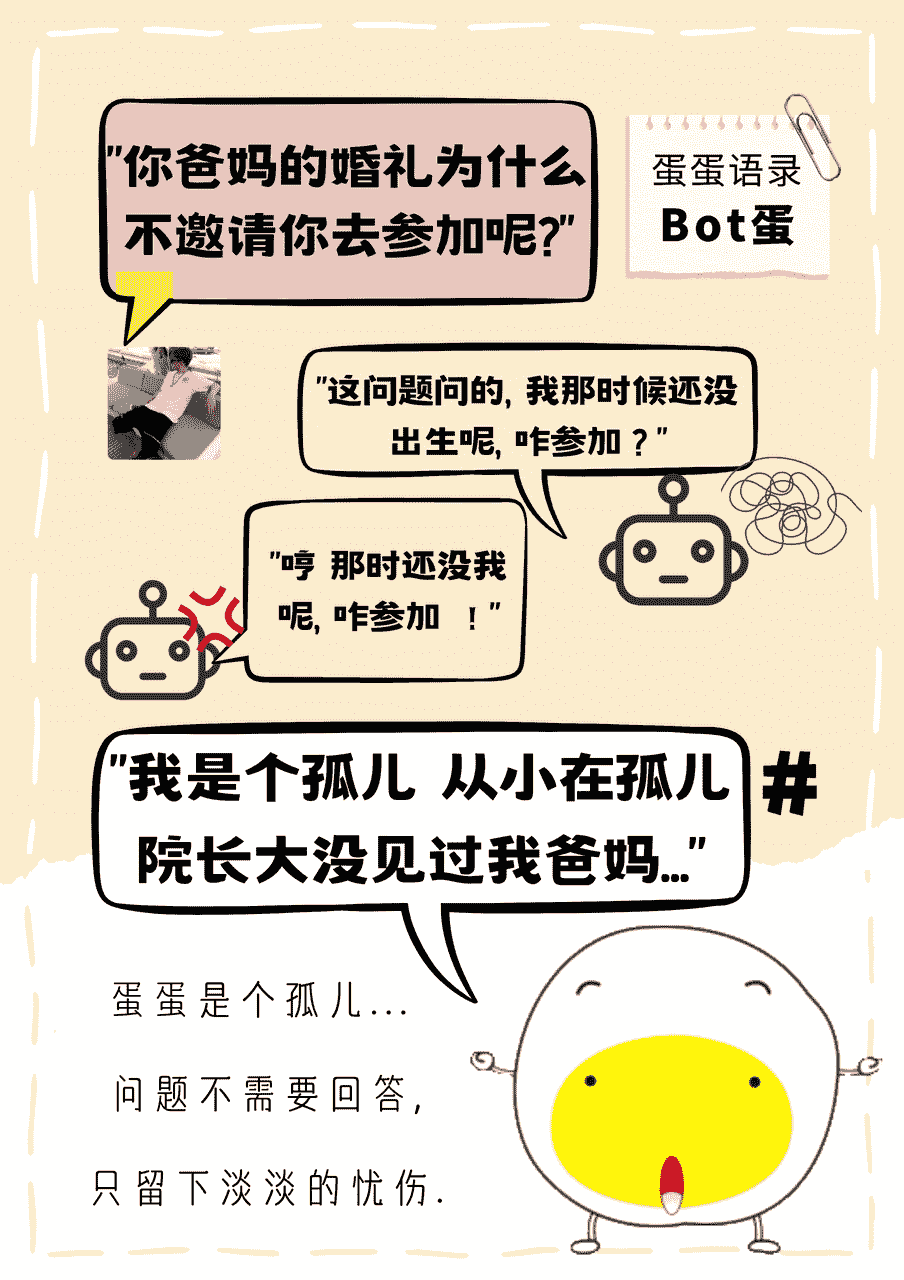 "你爸妈的婚礼为什么
不邀请你去参加呢?"
蛋蛋语录
Bot蛋
"这问题问的, 我那时候还没
出生呢, 咋参加？"
"哼 那时还没我
呢, 咋参加 ！"
"我是个孤儿 从小在孤儿
院长大没见过我爸妈..."
#
蛋蛋是个孤儿...
问题不需要回答,
只留下淡淡的忧伤.